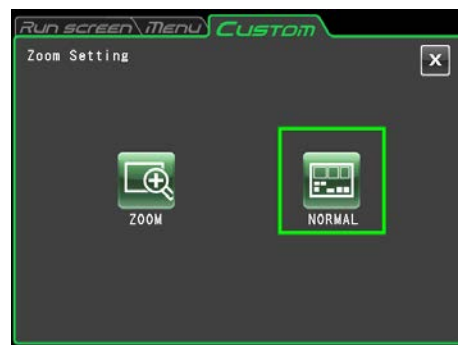 Run screen Menu Custom
Zoom Setting
X
ZOOM NORMAL